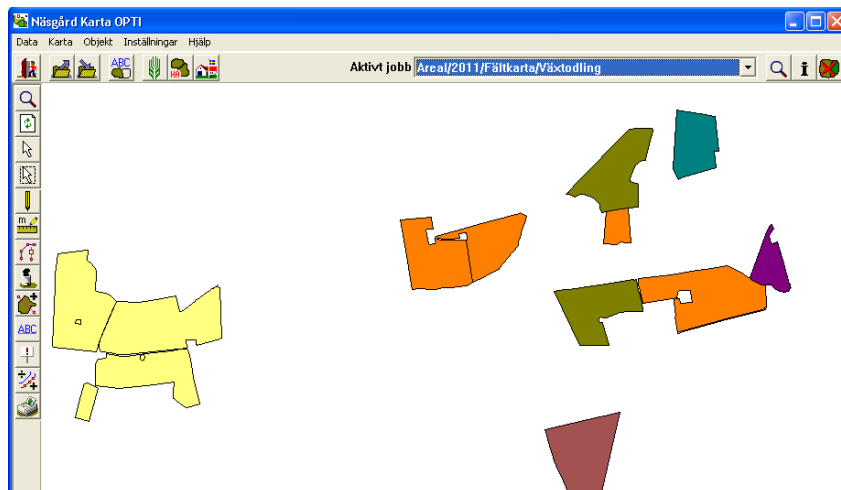 Näsgård Karta OPTI
Data Karta Objekt Inställningar Hjälp
ABC HA Aktivt jobb Areal/2011/Fältkarta/Växtodling i
m
ABC